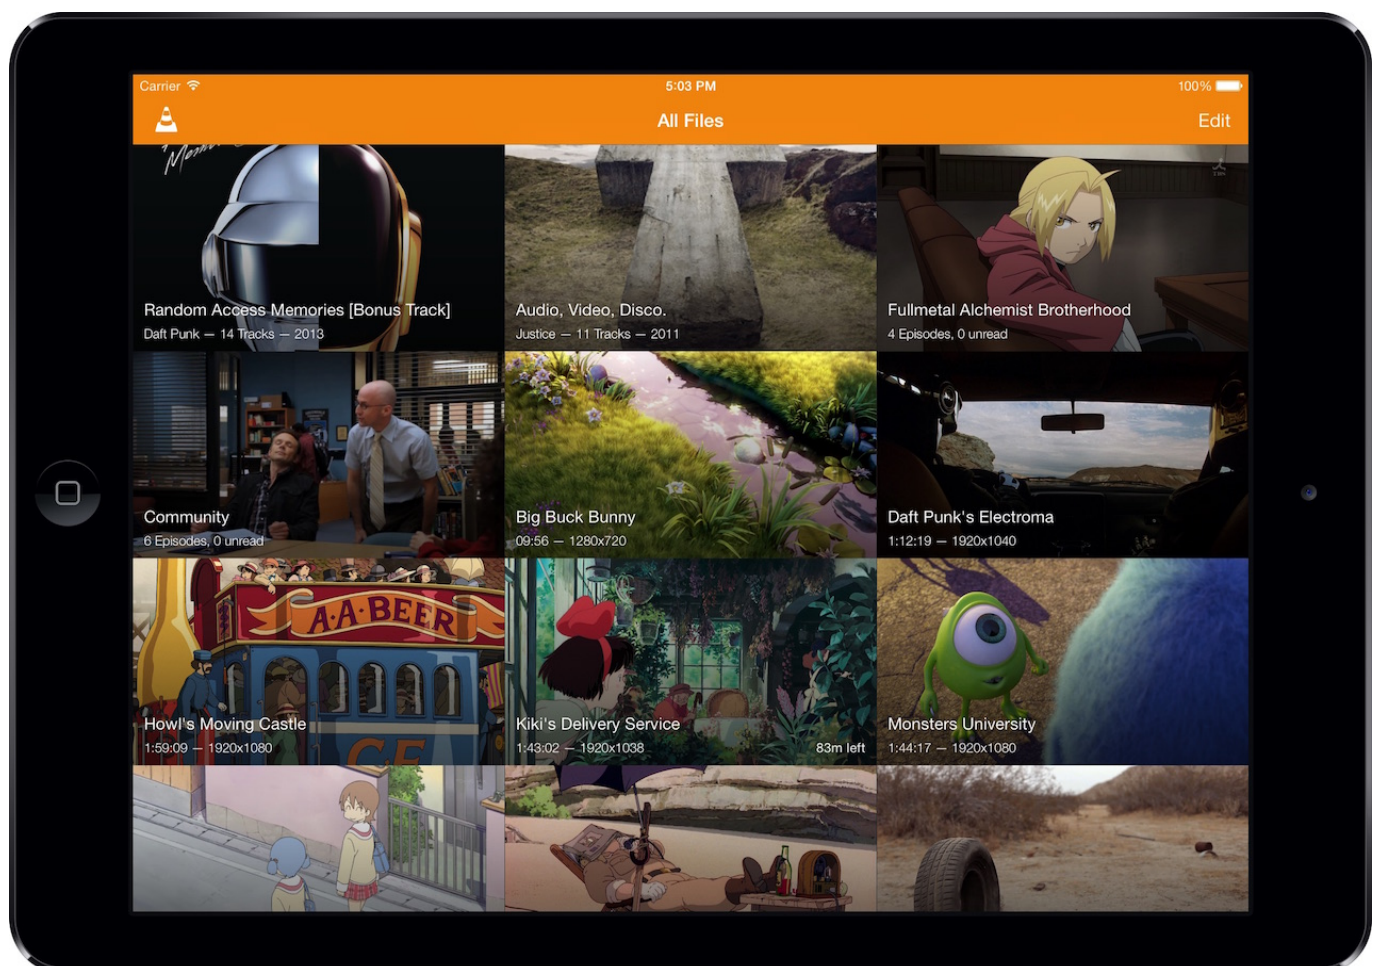 Carrier 5:03 PM 100%
All Files Edit
Random Access Memories [Bonus Track]
Daft Punk — 14 Tracks — 2013
Audio, Video, Disco.
Justice — 11 Tracks — 2011
Fullmetal Alchemist Brotherhood
4 Episodes, 0 unread
Community
6 Episodes, 0 unread
Big Buck Bunny
09:56 — 1280x720
Daft Punk's Electroma
1:12:19 — 1920x1040
A·A·BEER
Howl's Moving Castle
1:59:09 — 1920x1080
Kiki's Delivery Service
1:43:02 — 1920x1038 83m left
Monsters University
1:44:17 — 1920x1080